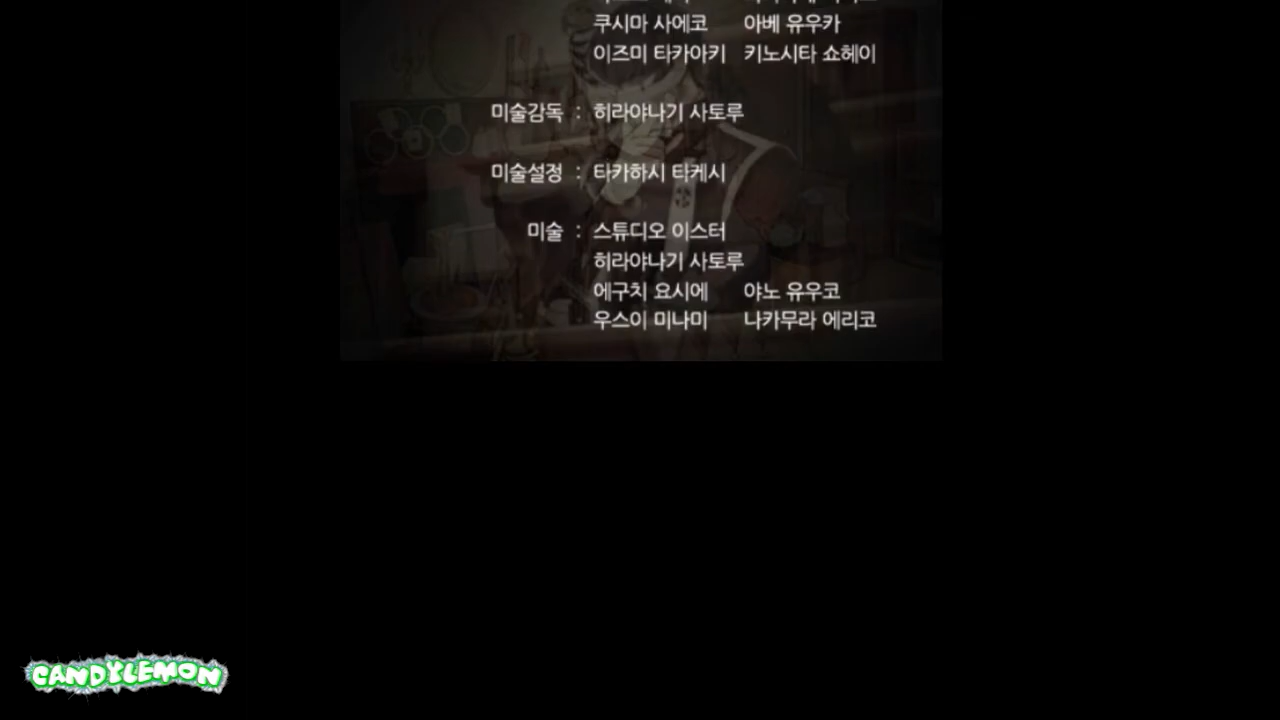 쿠시마 사에코 아베 유우카
이즈미 타카아키 키노시타 쇼헤이
미술감독 : 히라야나기 사토루
미술설정 : 타카하시 타케시
미술 : 스튜디오 이스터
히라야나기 사토루
에구치 요시에 야노 유우코
우스이 미나미 나카무라 에리코
CANDYLEMON